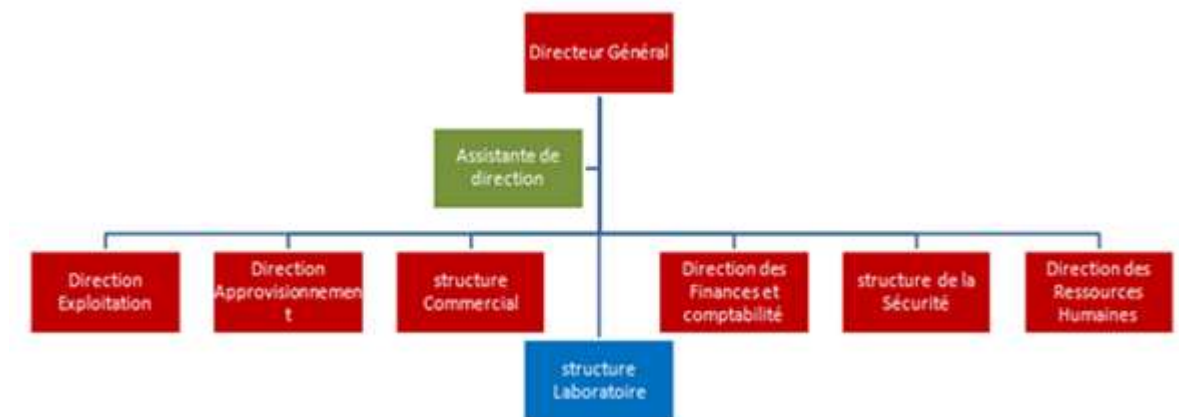 Directeur Général
Assistante de
direction
Direction
Exploitation
Direction
Approvisionnemen
t
structure
Commercial
Direction des
Finances et
comptabilité
structure de la
Sécurité
Direction des
Ressources
Humaines
structure
Laboratoire